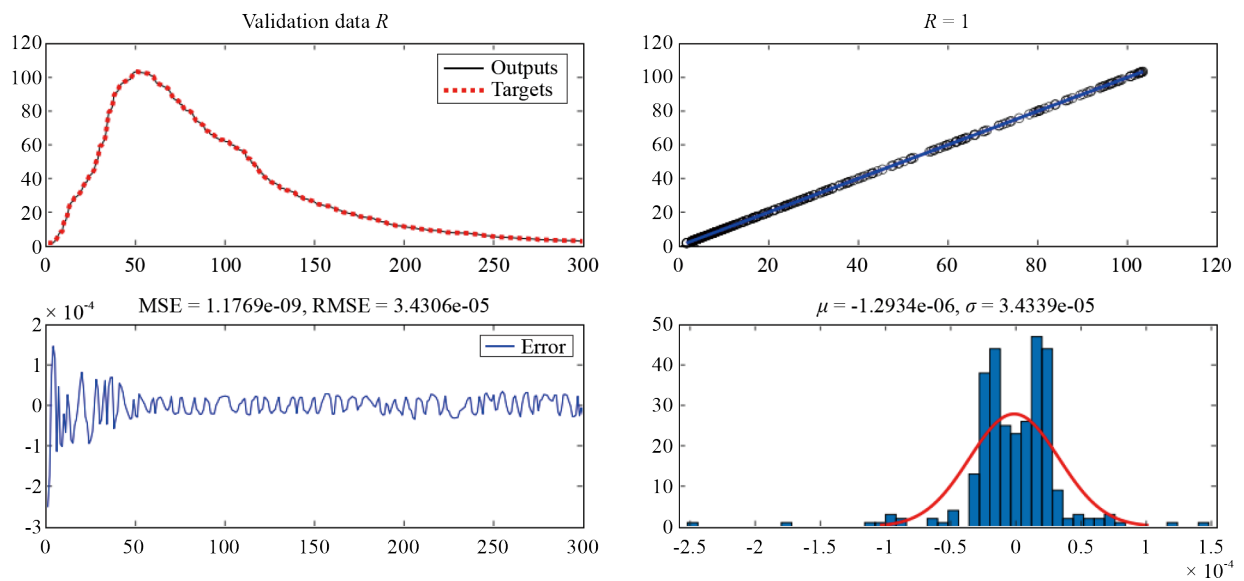 Validation data R
120
100
80
60
40
20
0
Outputs
Targets
0 50 100 150 200 250 300
R = 1
120
100
80
60
40
20
0
0 20 40 60 80 100 120
MSE = 1.1769e-09, RMSE = 3.4306e-05
× 10-4
2
1
0
-1
-2
-3
Error
0 50 100 150 200 250 300
μ = -1.2934e-06, σ = 3.4339e-05
50
40
30
20
10
0
-2.5 -2 -1.5 -1 -0.5 0 0.5 1 1.5
× 10-4